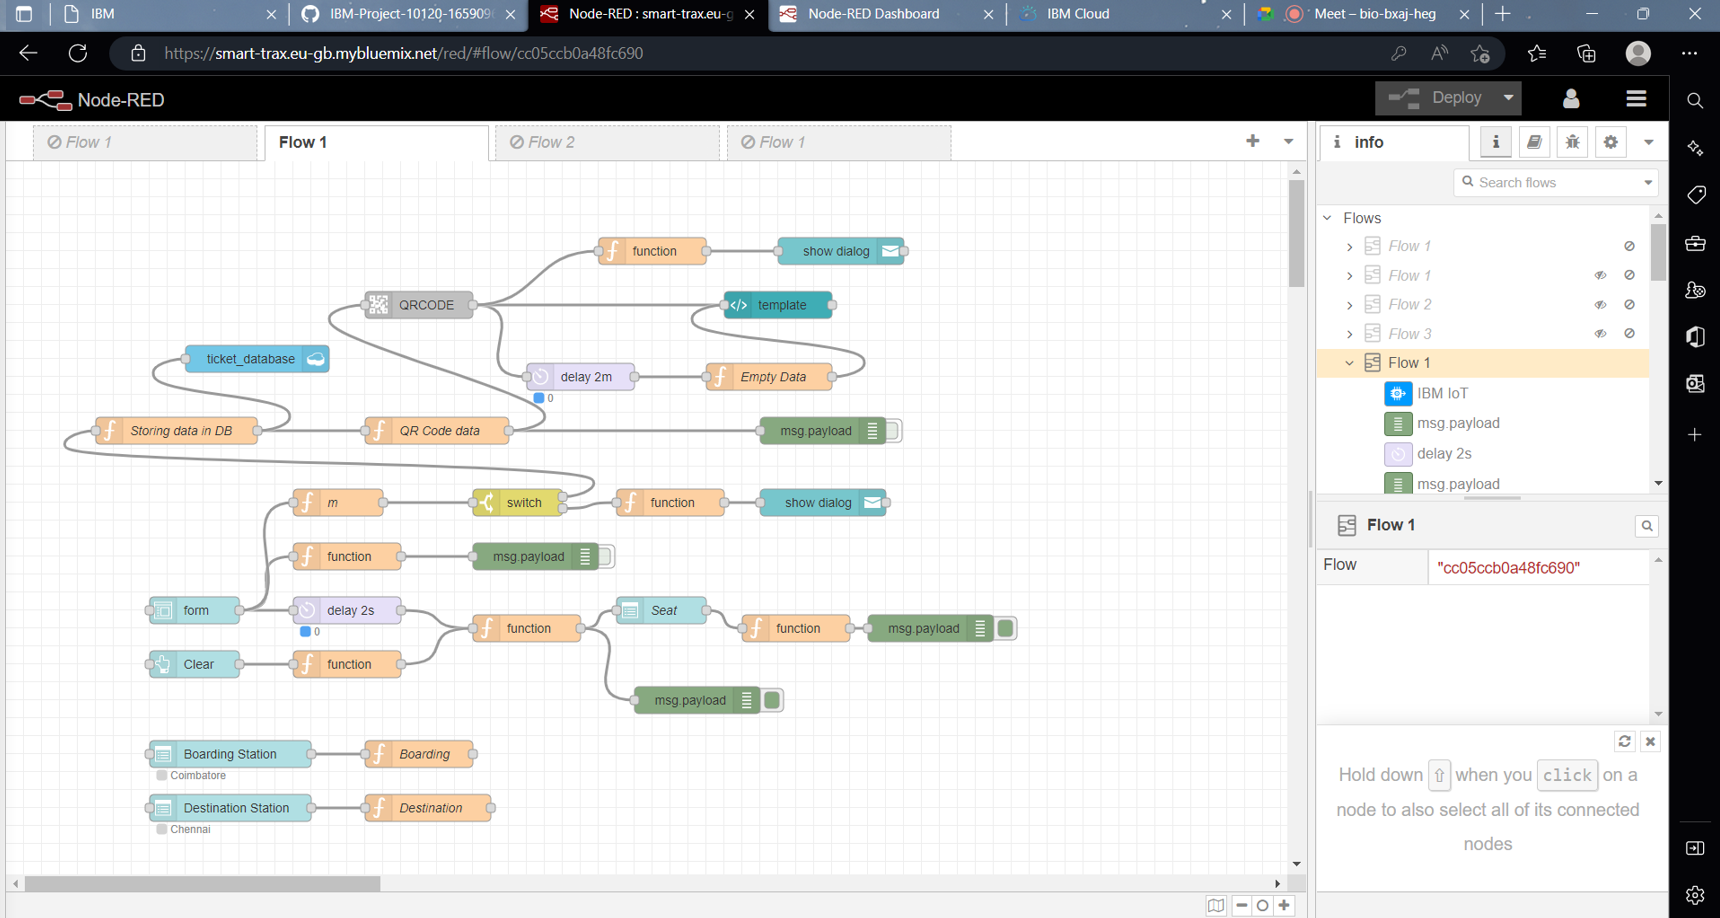 IBM
IBM-Project-10120-165909
Node-RED : smart-trax.eu-g
Node-RED Dashboard
IBM Cloud
Meet – bio-bxaj-heg
https://smart-trax.eu-gb.mybluemix.net/red/#flow/cc05ccb0a48fc690
Node-RED
Deploy
Flow 1
Flow 1
Flow 2
Flow 1
info
Search flows
Flows
Flow 1
Flow 1
Flow 2
Flow 3
Flow 1
IBM IoT
msg.payload
delay 2s
msg.payload
function
show dialog
QRCODE
template
ticket_database
delay 2m
Empty Data
0
Storing data in DB
QR Code data
msg.payload
m
switch
function
show dialog
function
msg.payload
form
delay 2s
Seat
0
function
function
msg.payload
Clear
function
msg.payload
Boarding Station
Boarding
Coimbatore
Destination Station
Destination
Chennai
Flow 1
Flow
"cc05ccb0a48fc690"
Hold down ⇧ when you click on a
node to also select all of its connected
nodes